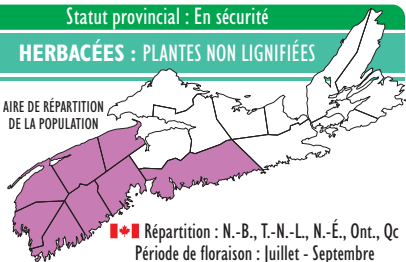 Statut provincial : En sécurité
HERBACÉES : PLANTES NON LIGNIFIÉES
AIRE DE RÉPARTITION
DE LA POPULATION
Répartition : N.-B., T.-N.-L., N.-É., Ont., Qc
Période de floraison : Juillet - Septembre